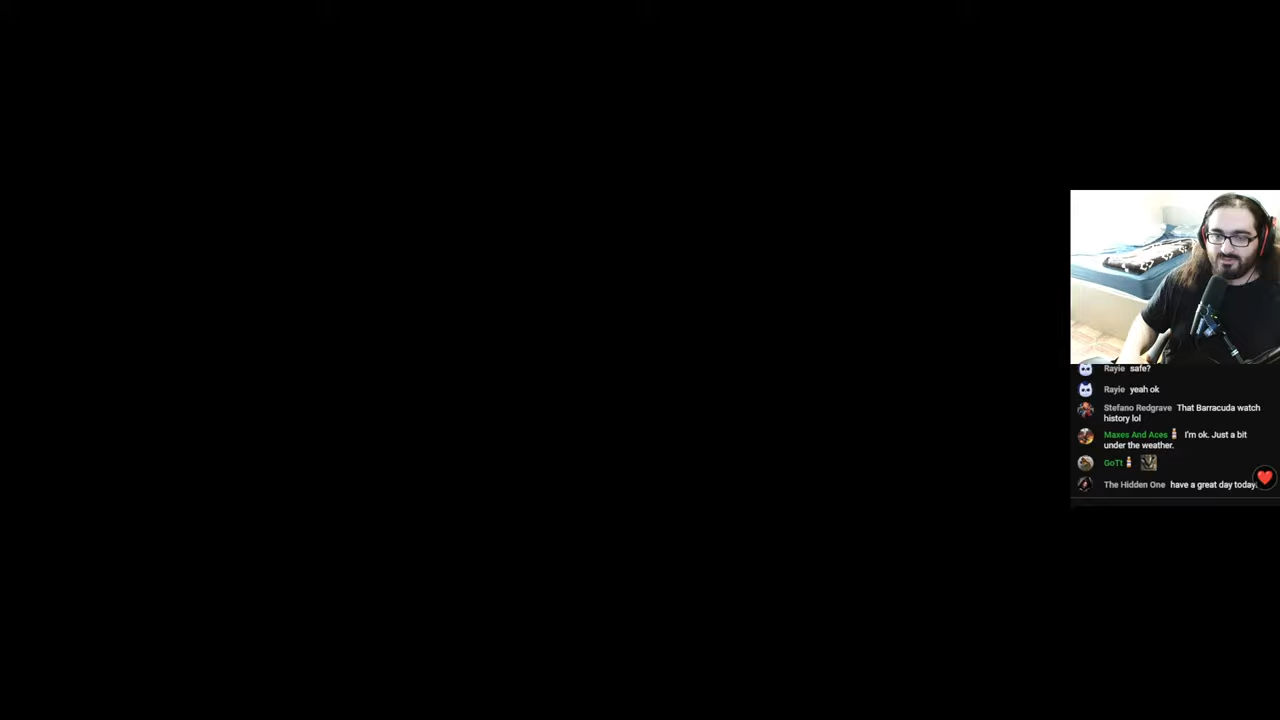 Rayie safe?
Rayie yeah ok
Stefano Redgrave That Barracuda watch
history lol
Maxes And Aces I'm ok. Just a bit
under the weather.
GoTt
The Hidden One have a great day today!